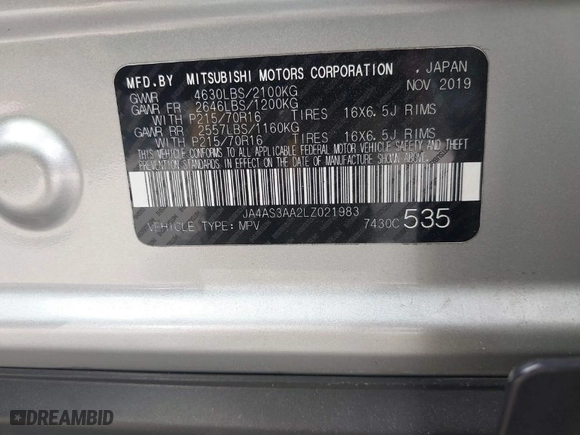 MFD.BY MITSUBISHI MOTORS CORPORATION . JAPAN
GVWR 4630LBS/2100KG NOV 2019
GAWR FR 2646LBS/1200KG
WITH P215/70R16 TIRES 16X6.5J RIMS
GAWR RR 2557LBS/1160KG
WITH P215/70R16 TIRES 16X6.5J RIMS
THIS VEHICLE CONFORMS TO ALL APPLICABLE FEDERAL MOTOR VEHICLE SAFETY AND THEFT
PREVENTION STANDARDS IN EFFECT ON THE DATE OF MANUFACTURE SHOWN ABOVE.
JA4AS3AA2LZ021983
VEHICLE TYPE: MPV 7430C 535
DREAMBID